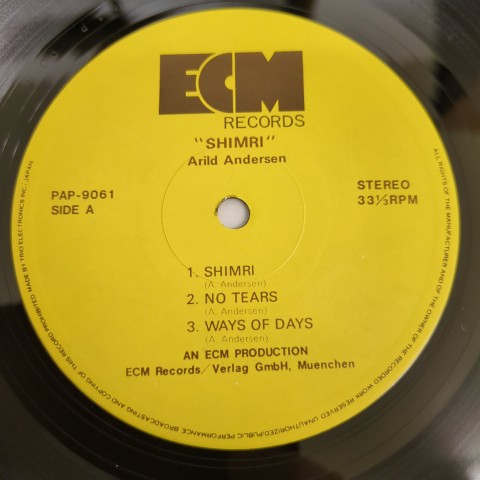 ECM
RECORDS
"SHIMRI"
Arild Andersen
PAP-9061
SIDE A
STEREO
33⅓RPM
1. SHIMRI
(A. Andersen)
2. NO TEARS
(A. Andersen)
3. WAYS OF DAYS
(A. Andersen)
AN ECM PRODUCTION
ECM Records/Verlag GmbH, Muenchen
ALL RIGHTS OF THE MANUFACTURER AND OF THE OWNER OF THE RECORDED WORK RESERVED. UNAUTHORIZED PUBLIC PERFORMANCE, BROADCASTING AND COPYING OF THIS RECORD PROHIBITED MADE BY TRIO ELECTRONICS INC. JAPAN